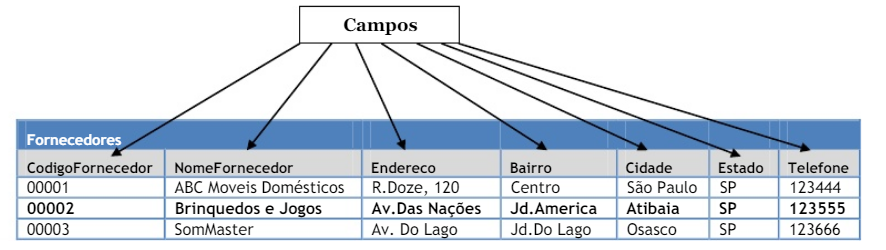 Campos
Fornecedores
CodigoFornecedor NomeFornecedor Endereco Bairro Cidade Estado Telefone
00001 ABC Moveis Domésticos R.Doze, 120 Centro São Paulo SP 123444
00002 Brinquedos e Jogos Av.Das Nações Jd.America Atibaia SP 123555
00003 SomMaster Av. Do Lago Jd.Do Lago Osasco SP 123666